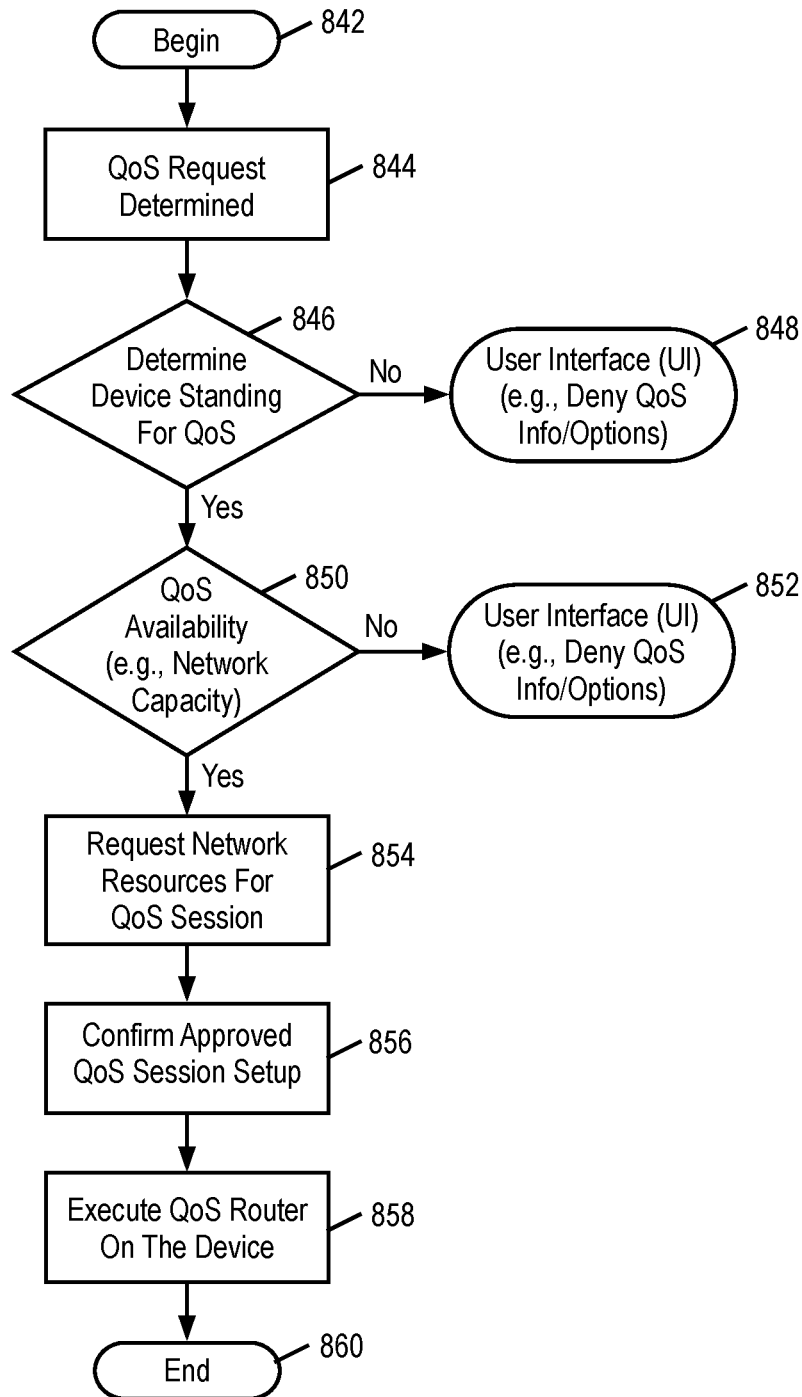 Begin
842
QoS Request
Determined
844
846
Determine
Device Standing
For QoS
No
User Interface (UI)
(e.g., Deny QoS
Info/Options)
848
Yes
850
QoS
Availability
(e.g., Network
Capacity)
No
User Interface (UI)
(e.g., Deny QoS
Info/Options)
852
Yes
Request Network
Resources For
QoS Session
854
Confirm Approved
QoS Session Setup
856
Execute QoS Router
On The Device
858
End
860